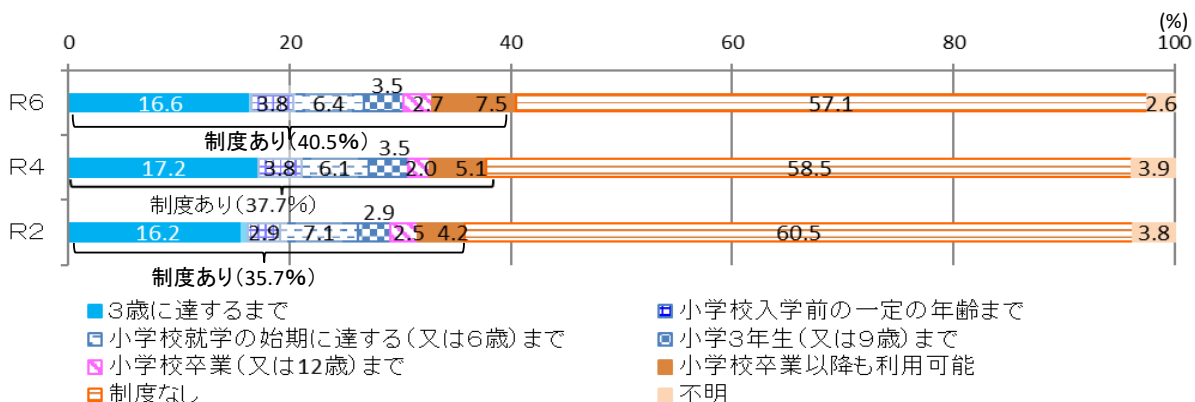 (%)
0 20 40 60 80 100
3.5
R6 16.6 3.8 6.4 2.7 7.5 57.1 2.6
制度あり(40.5%)
3.5
R4 17.2 3.8 6.1 2.0 5.1 58.5 3.9
制度あり(37.7%)
2.9
R2 16.2 2.9 7.1 2.5 4.2 60.5 3.8
制度あり(35.7%)
3歳に達するまで 小学校入学前の一定の年齢まで
小学校就学の始期に達する(又は6歳)まで 小学3年生(又は9歳)まで
小学校卒業(又は12歳)まで 小学校卒業以降も利用可能
制度なし 不明